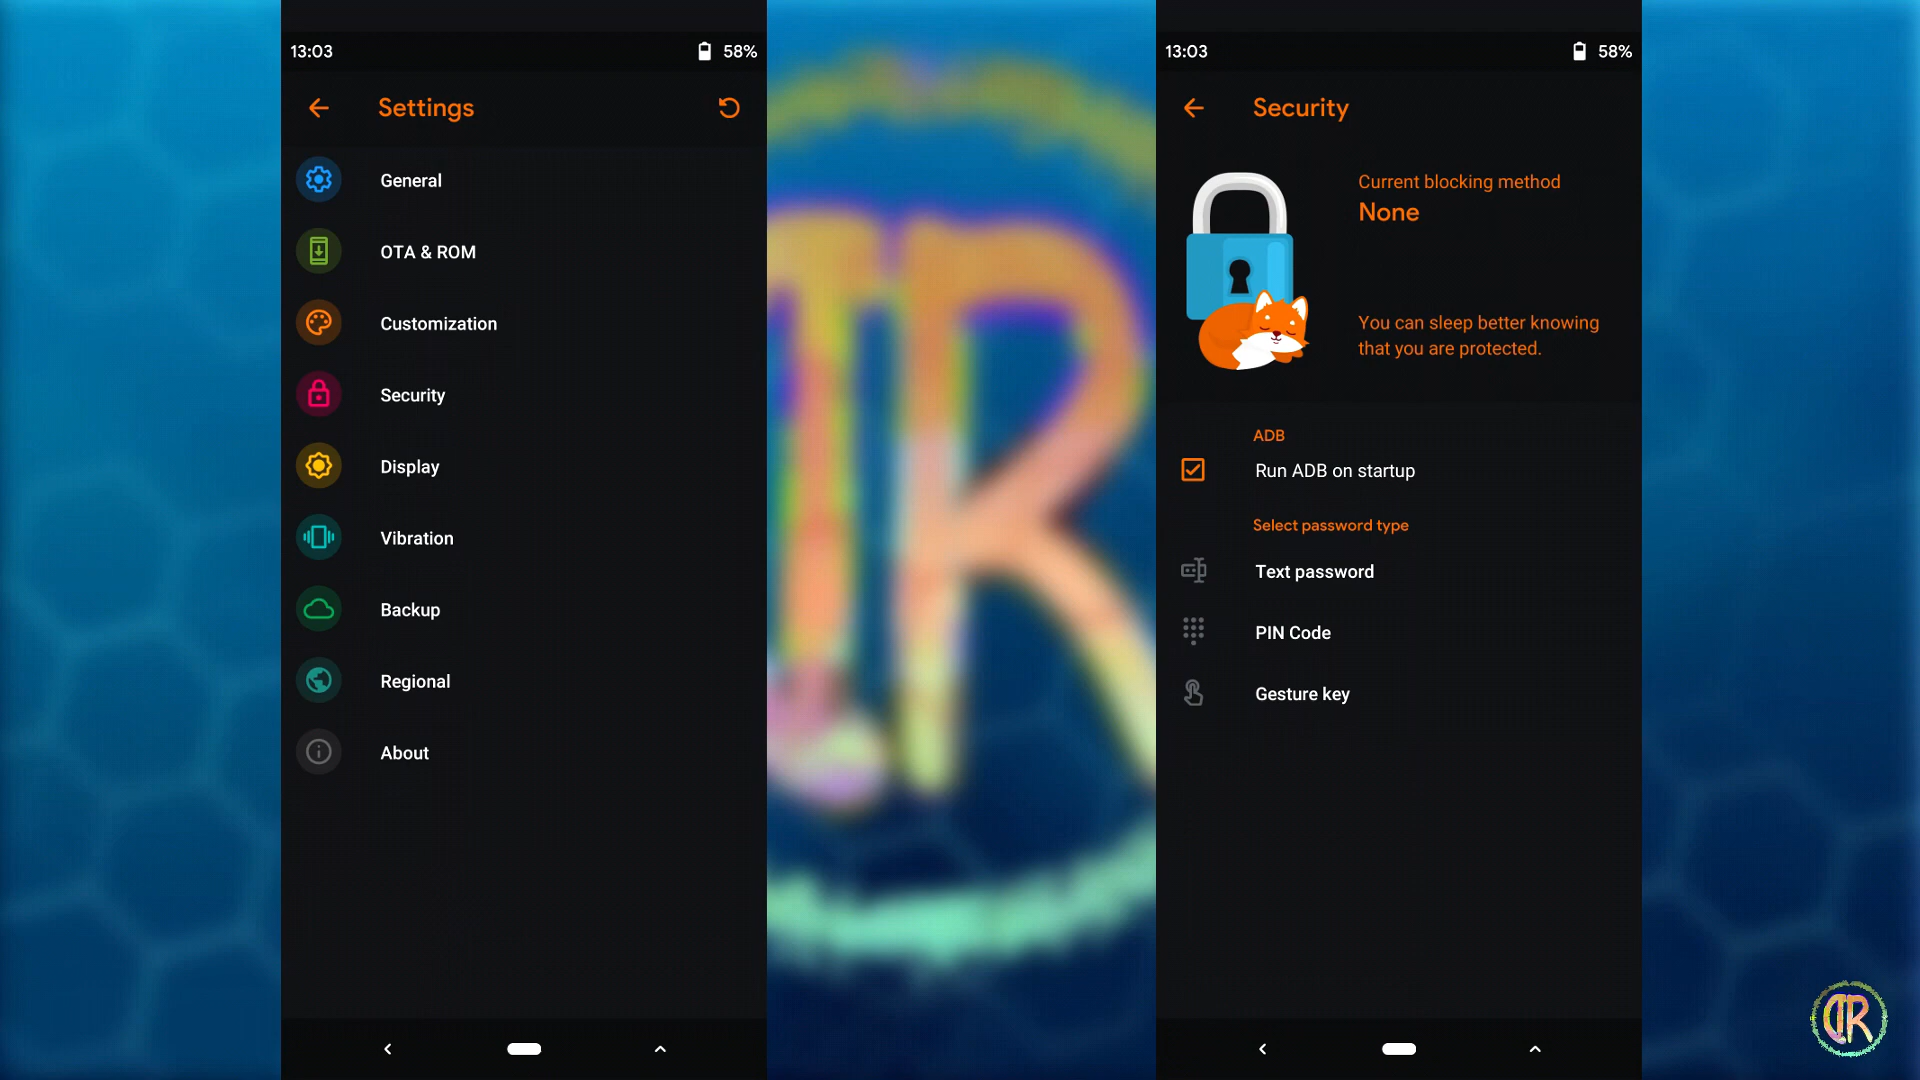 13:03
58%
Settings
General
OTA & ROM
Customization
Security
Display
Vibration
Backup
Regional
About
13:03
58%
Security
Current blocking method
None
You can sleep better knowing
that you are protected.
ADB
Run ADB on startup
Select password type
Text password
PIN Code
Gesture key